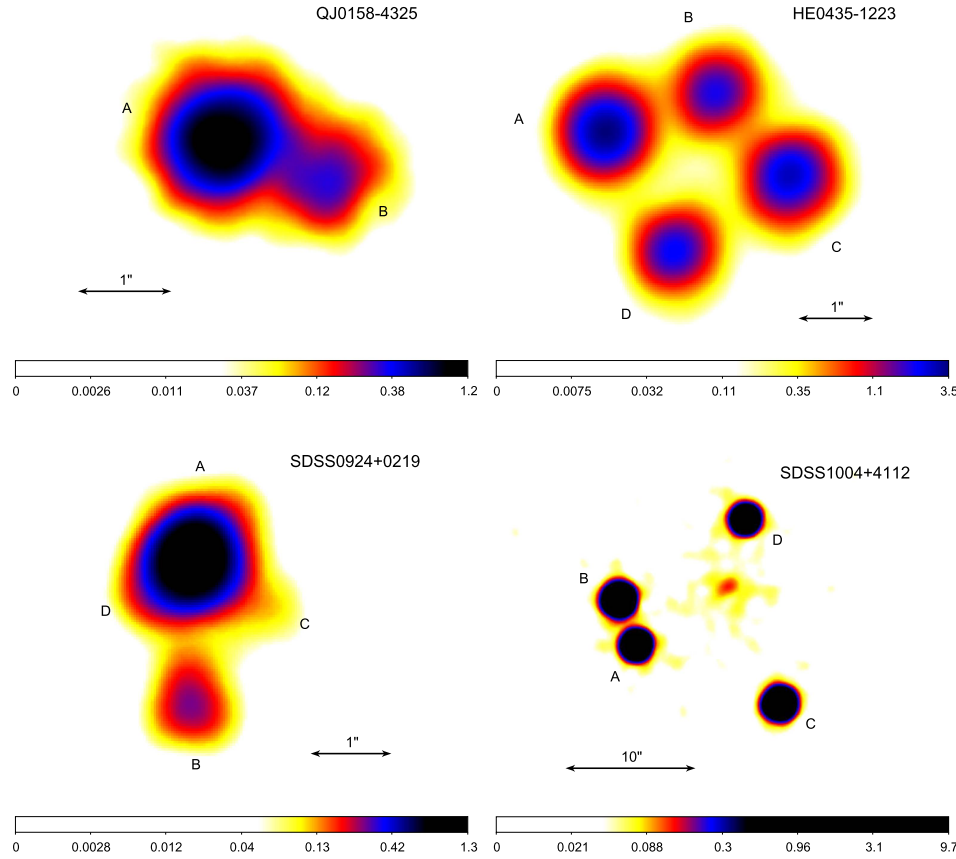 QJ0158-4325
A
B
1"
0 0.0026 0.011 0.037 0.12 0.38 1.2
HE0435-1223
B
A
C
D
1"
0 0.0075 0.032 0.11 0.35 1.1 3.5
SDSS0924+0219
A
D
C
1"
B
0 0.0028 0.012 0.04 0.13 0.42 1.3
SDSS1004+4112
D
B
A
C
10"
0 0.021 0.088 0.3 0.96 3.1 9.7